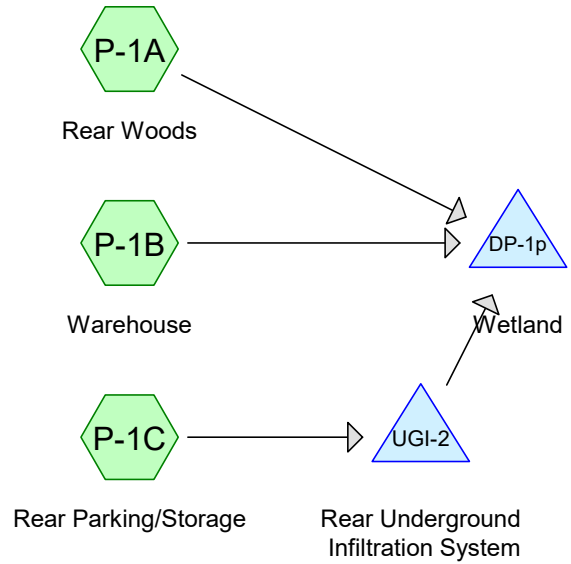 P-1A
Rear Woods
P-1B
DP-1p
Warehouse
Wetland
P-1C
UGI-2
Rear Parking/Storage
Rear Underground
Infiltration System